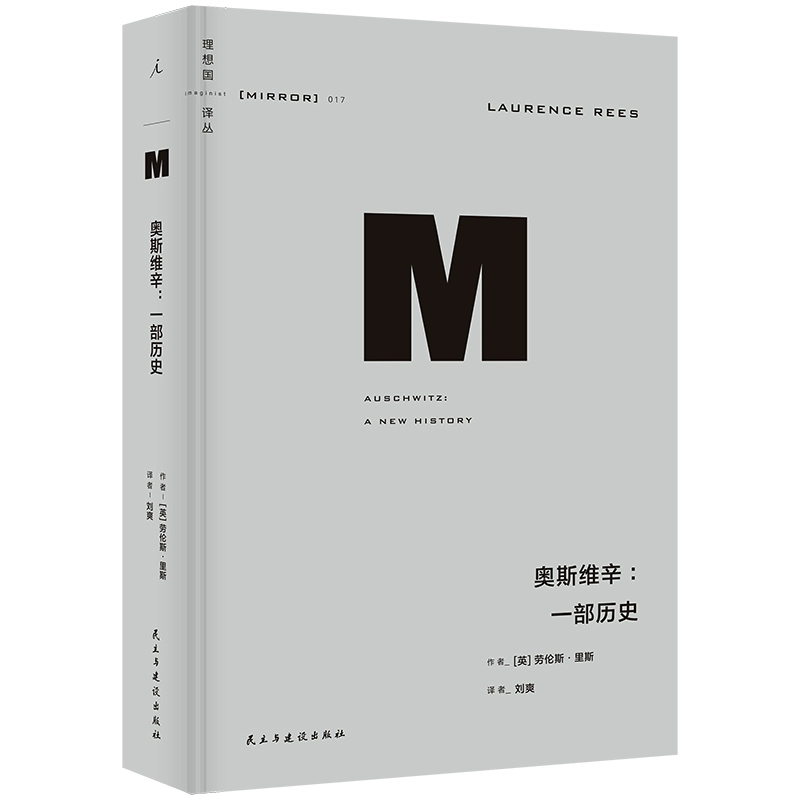 i
M
奥斯维辛：一部历史
作者－［英］劳伦斯·里斯
译者－刘爽
民主与建设出版社
理想国
imaginist
译丛
[MIRROR] 017
LAURENCE REES
M
AUSCHWITZ:
A NEW HISTORY
奥斯维辛：
一部历史
作者_［英］劳伦斯·里斯
译者_ 刘爽
民主与建设出版社